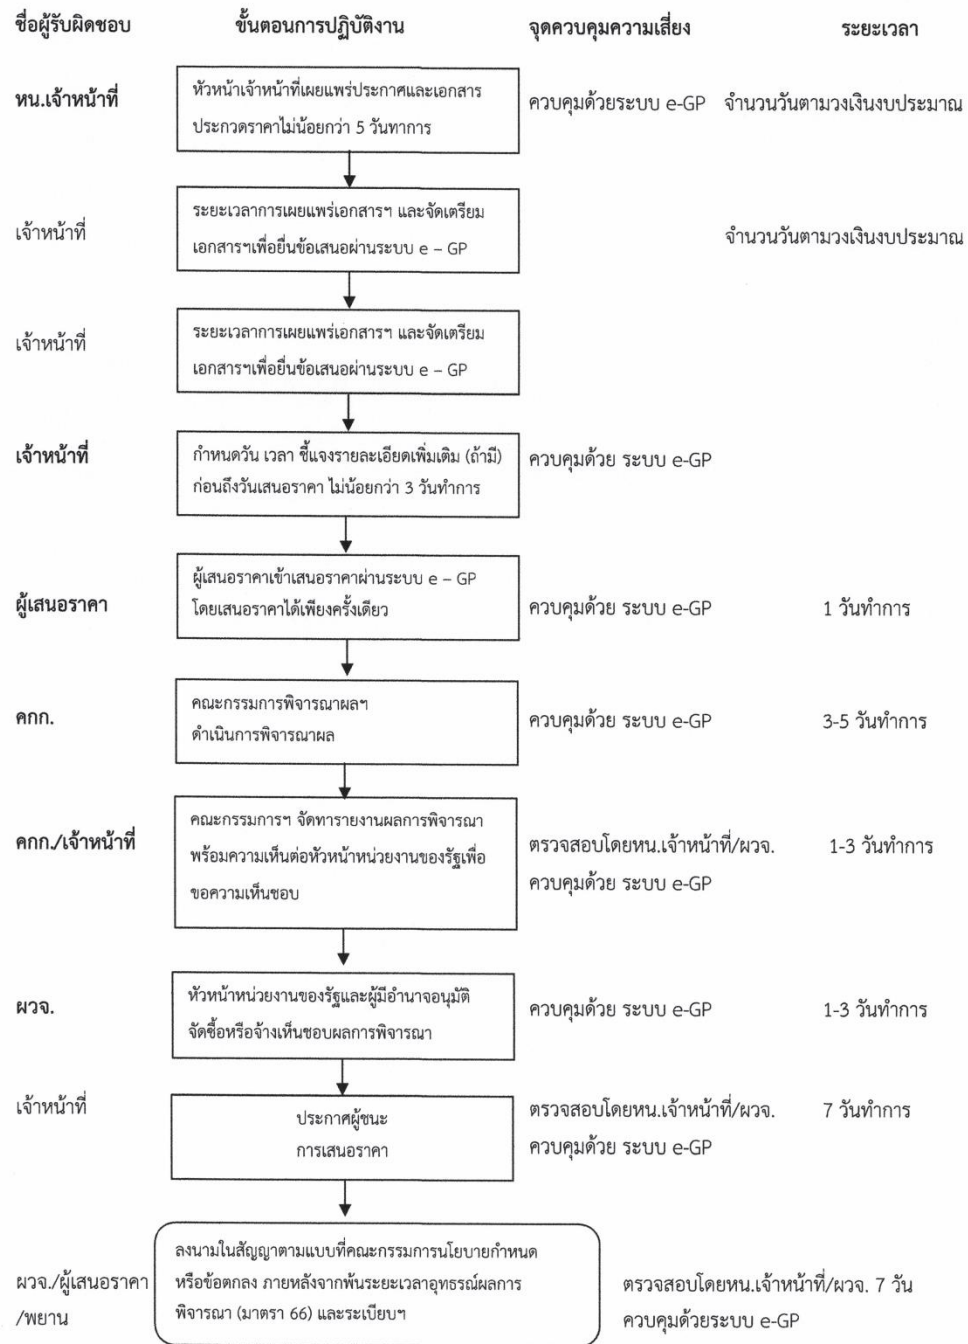 ชื่อผู้รับผิดชอบ ขั้นตอนการปฏิบัติงาน จุดควบคุมความเสี่ยง ระยะเวลา
หน.เจ้าหน้าที่ หัวหน้าเจ้าหน้าที่เผยแพร่ประกาศและเอกสาร ควบคุมด้วยระบบ e-GP จำนวนวันตามวงเงินงบประมาณ
ประกวดราคาไม่น้อยกว่า 5 วันทาการ
เจ้าหน้าที่ ระยะเวลาการเผยแพร่เอกสารฯ และจัดเตรียม จำนวนวันตามวงเงินงบประมาณ
เอกสารฯเพื่อยื่นข้อเสนอผ่านระบบ e – GP
เจ้าหน้าที่ ระยะเวลาการเผยแพร่เอกสารฯ และจัดเตรียม
เอกสารฯเพื่อยื่นข้อเสนอผ่านระบบ e – GP
เจ้าหน้าที่ กำหนดวัน เวลา ชี้แจงรายละเอียดเพิ่มเติม (ถ้ามี) ควบคุมด้วย ระบบ e-GP
ก่อนถึงวันเสนอราคา ไม่น้อยกว่า 3 วันทำการ
ผู้เสนอราคา ผู้เสนอราคาเข้าเสนอราคาผ่านระบบ e – GP ควบคุมด้วย ระบบ e-GP 1 วันทำการ
โดยเสนอราคาได้เพียงครั้งเดียว
คกก. คณะกรรมการพิจารณาผลฯ ควบคุมด้วย ระบบ e-GP 3-5 วันทำการ
ดำเนินการพิจารณาผล
คกก./เจ้าหน้าที่ คณะกรรมการฯ จัดทารายงานผลการพิจารณา ตรวจสอบโดยหน.เจ้าหน้าที่/ผวจ. 1-3 วันทำการ
พร้อมความเห็นต่อหัวหน้าหน่วยงานของรัฐเพื่อ ควบคุมด้วย ระบบ e-GP
ขอความเห็นชอบ
ผวจ. หัวหน้าหน่วยงานของรัฐและผู้มีอำนาจอนุมัติ ควบคุมด้วย ระบบ e-GP 1-3 วันทำการ
จัดซื้อหรือจ้างเห็นชอบผลการพิจารณา
เจ้าหน้าที่ ประกาศผู้ชนะ ตรวจสอบโดยหน.เจ้าหน้าที่/ผวจ. 7 วันทำการ
การเสนอราคา ควบคุมด้วย ระบบ e-GP
ผวจ./ผู้เสนอราคา ลงนามในสัญญาตามแบบที่คณะกรรมการนโยบายกำหนด ตรวจสอบโดยหน.เจ้าหน้าที่/ผวจ. 7 วัน
/พยาน หรือข้อตกลง ภายหลังจากพ้นระยะเวลาอุทธรณ์ผลการ ควบคุมด้วยระบบ e-GP
พิจารณา (มาตรา 66) และระเบียบฯ